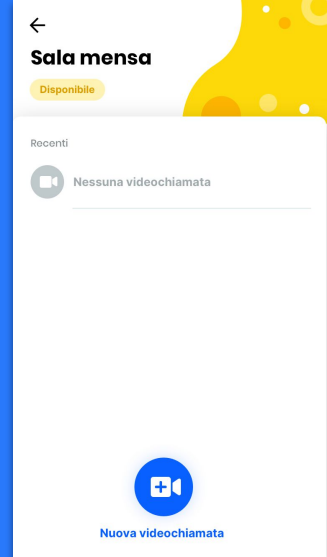 Sala mensa
Disponibile
Recenti
Nessuna videochiamata
Nuova videochiamata